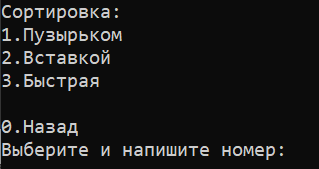 Сортировка:
1.Пузырьком
2.Вставкой
3.Быстрая
0.Назад
Выберите и напишите номер: